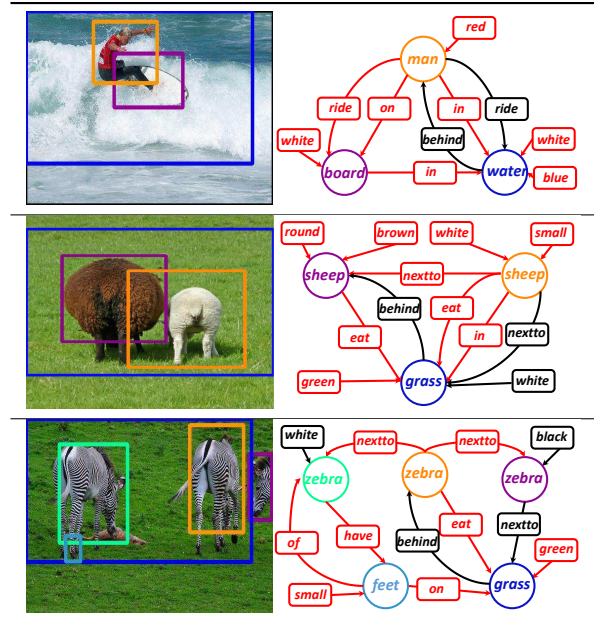 red
man
ride
on
in
ride
white
behind
white
board
in
water
blue
round
brown
white
small
sheep
nextto
sheep
behind
eat
eat
in
nextto
green
grass
white
white
nextto
nextto
black
zebra
zebra
zebra
of
have
behind
eat
nextto
green
small
feet
on
grass